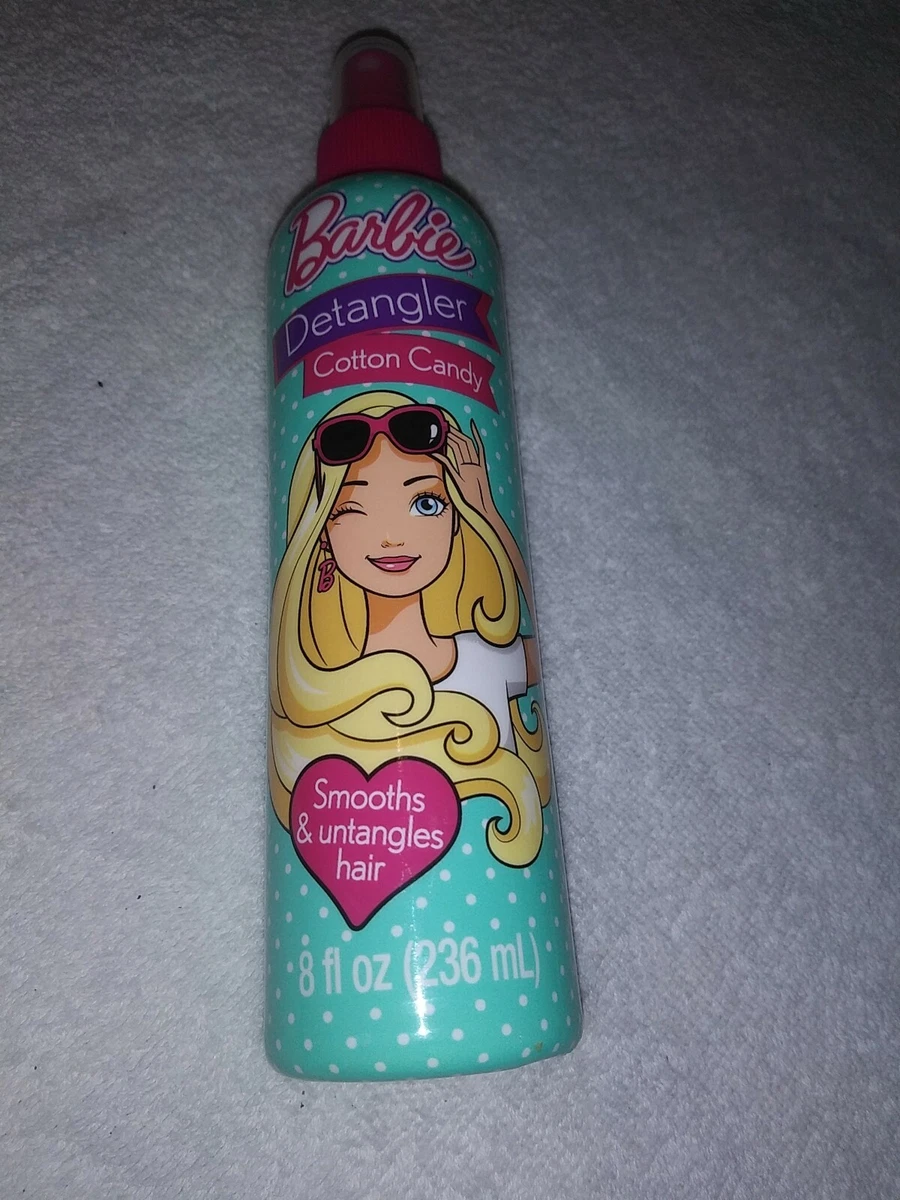 Barbie
Detangler
Cotton Candy
B
Smooths
& untangles
hair
8 fl oz (236 mL)